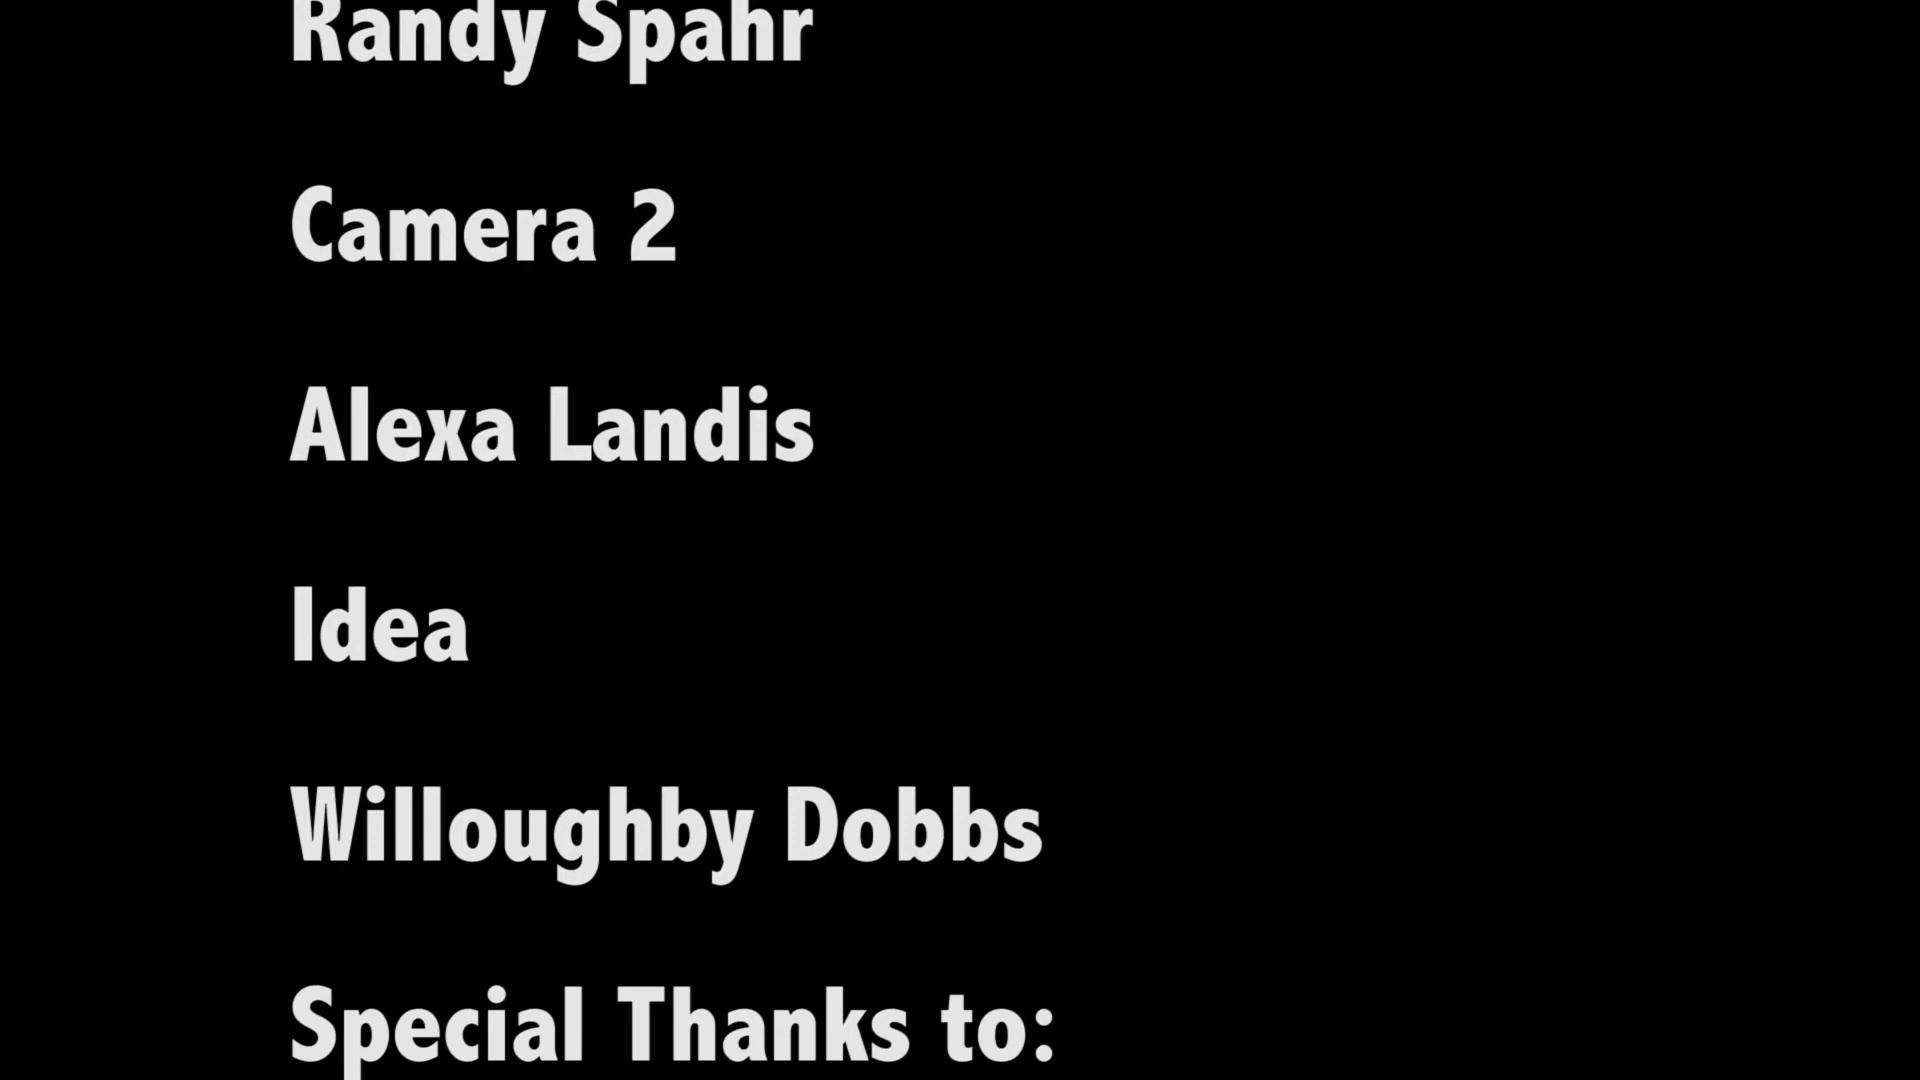 Randy Spahr
Camera 2
Alexa Landis
Idea
Willoughby Dobbs
Special Thanks to: